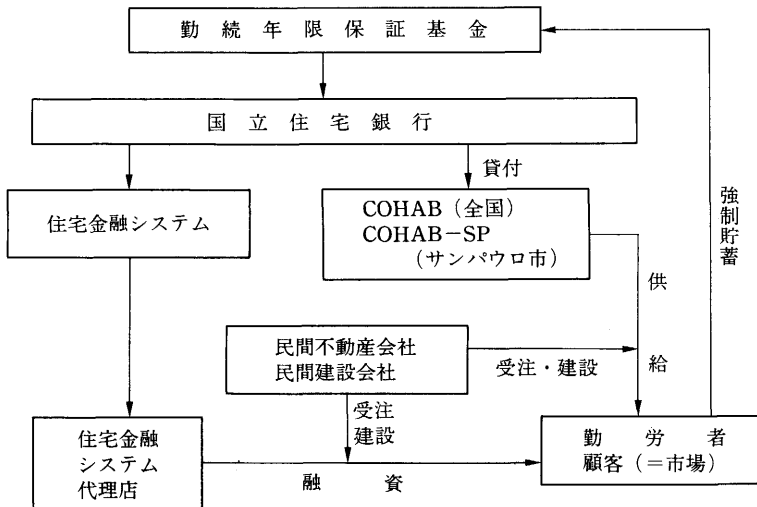 勤続年限保証基金
国立住宅銀行
貸付
住宅金融システム
COHAB（全国）
COHAB－SP
（サンパウロ市）
強制貯蓄
供給
民間不動産会社
民間建設会社
受注・建設
受注
建設
住宅金融
システム
代理店
融資
勤労者
顧客（＝市場）